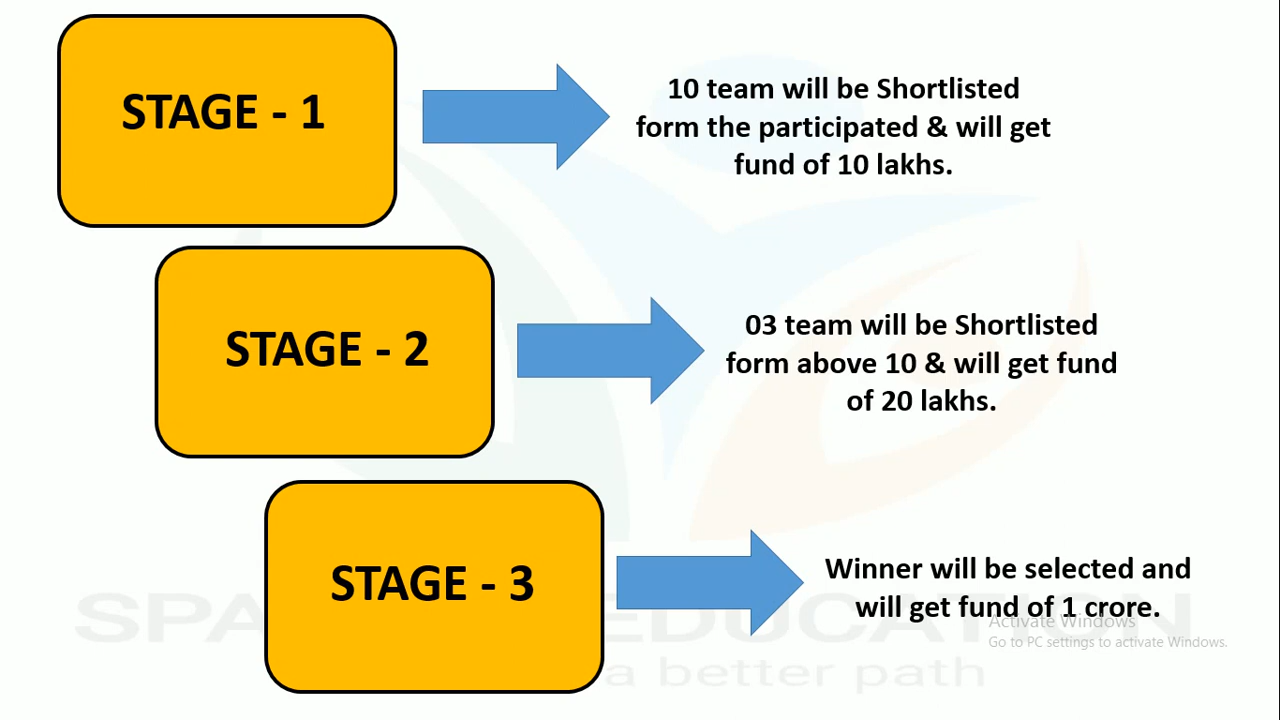 STAGE - 1
10 team will be Shortlisted
form the participated & will get
fund of 10 lakhs.
STAGE - 2
03 team will be Shortlisted
form above 10 & will get fund
of 20 lakhs.
STAGE - 3
Winner will be selected and
will get fund of 1 crore.
EDUCATION
Activate Windows
Go to PC settings to activate Windows.
a better path